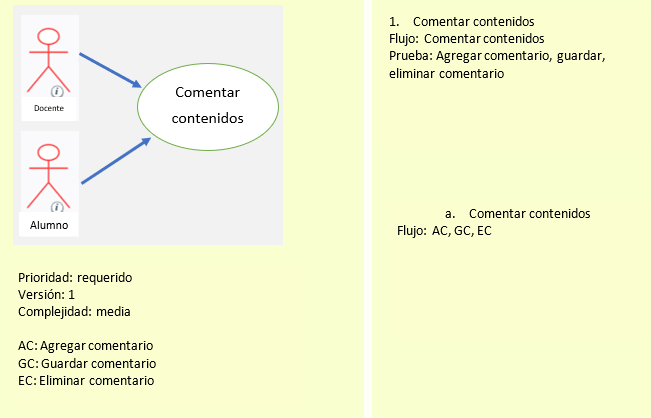 Docente
Alumno
Comentar
contenidos
Prioridad: requerido
Versión: 1
Complejidad: media
AC: Agregar comentario
GC: Guardar comentario
EC: Eliminar comentario
1. Comentar contenidos
Flujo: Comentar contenidos
Prueba: Agregar comentario, guardar,
eliminar comentario
a. Comentar contenidos
Flujo: AC, GC, EC